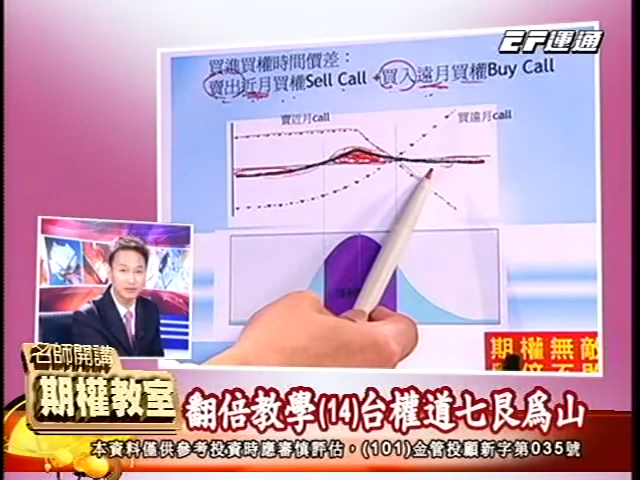 EF運通
買進買權時間價差：
賣出近月買權Sell Call +買入遠月買權Buy Call
賣近月call
買遠月call
期權無敵
名師開講
期權教室
翻倍教學(14)台權道七艮為山
本資料僅供參考投資時應審慎評估，(101)金管投顧新字第035號